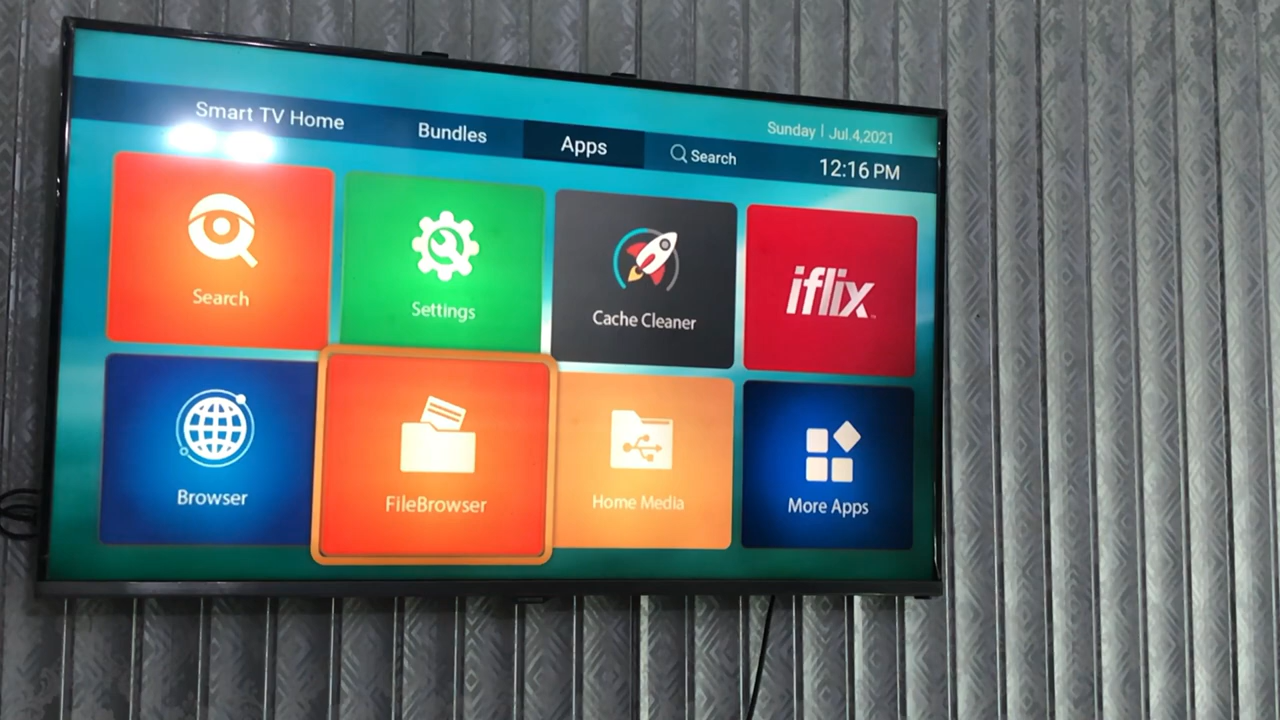 Smart TV Home
Bundles
Apps
Search
Sunday | Jul.4,2021
12:16 PM
Search
Settings
Cache Cleaner
iflix
Browser
FileBrowser
Home Media
More Apps